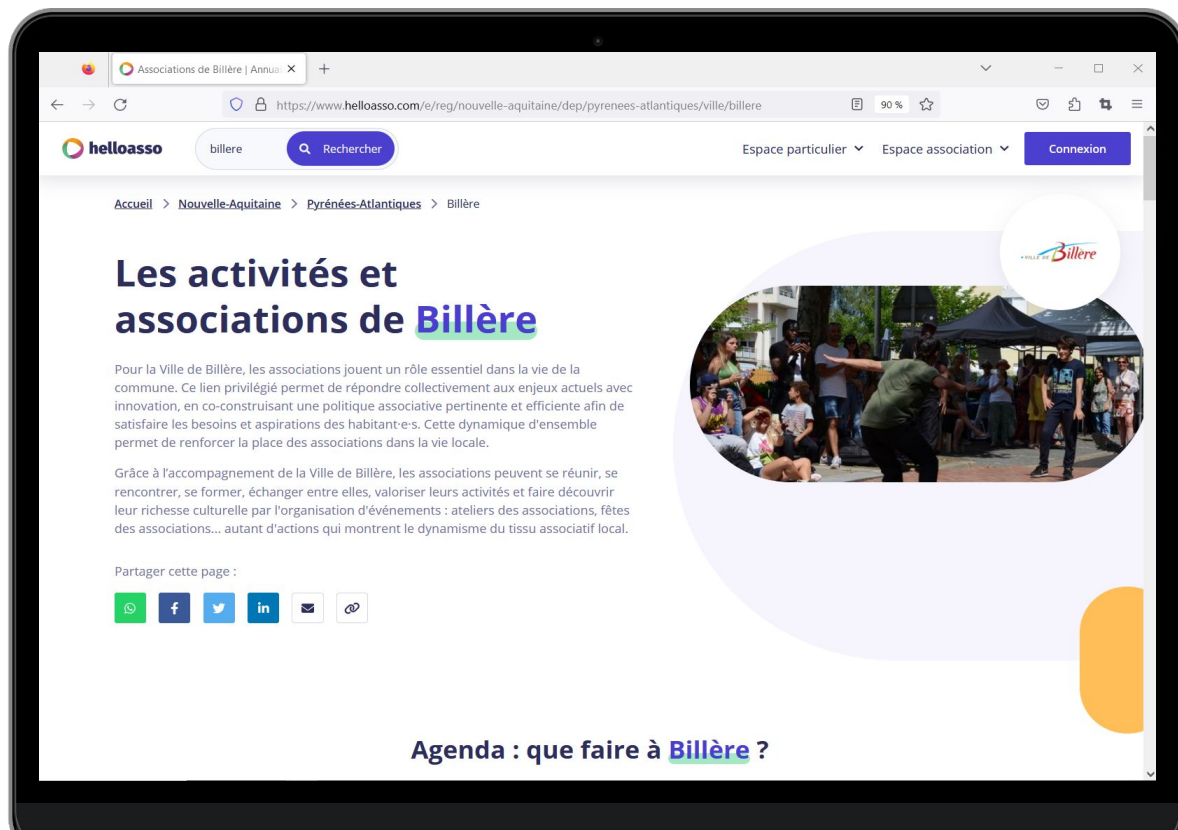 Associations de Billère | Annua
https://www.helloasso.com/e/reg/nouvelle-aquitaine/dep/pyrenees-atlantiques/ville/billere
90 %
helloasso
billere
Rechercher
Espace particulier
Espace association
Connexion
Accueil > Nouvelle-Aquitaine > Pyrénées-Atlantiques > Billère
VILLE DE Billère
Les activités et
associations de Billère
Pour la Ville de Billère, les associations jouent un rôle essentiel dans la vie de la
commune. Ce lien privilégié permet de répondre collectivement aux enjeux actuels avec
innovation, en co-construisant une politique associative pertinente et efficiente afin de
satisfaire les besoins et aspirations des habitant·e·s. Cette dynamique d'ensemble
permet de renforcer la place des associations dans la vie locale.
Grâce à l’accompagnement de la Ville de Billère, les associations peuvent se réunir, se
rencontrer, se former, échanger entre elles, valoriser leurs activités et faire découvrir
leur richesse culturelle par l'organisation d'événements : ateliers des associations, fêtes
des associations... autant d'actions qui montrent le dynamisme du tissu associatif local.
Partager cette page :
Agenda : que faire à Billère ?